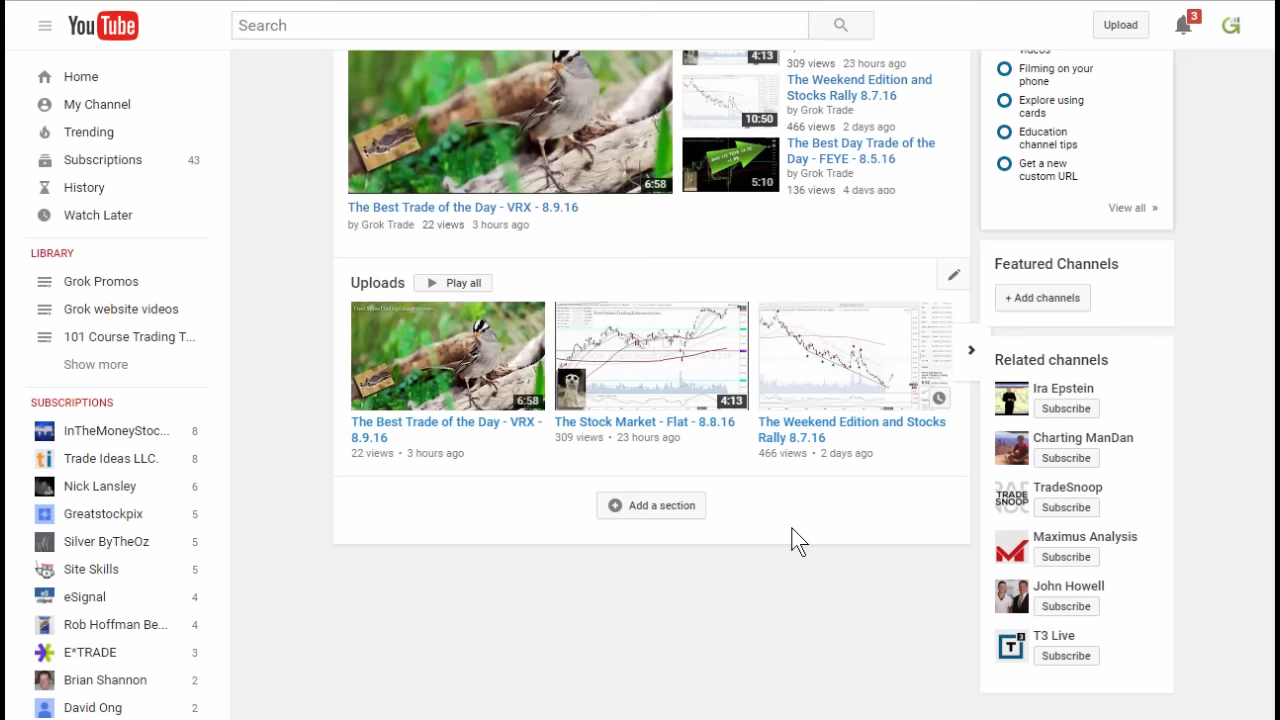 YouTube
Search
Upload
3
Home
My Channel
Trending
Subscriptions 43
History
Watch Later
LIBRARY
Grok Promos
Grok website videos
101 Course Trading T...
Show more
SUBSCRIPTIONS
InTheMoneyStoc... 8
Trade Ideas LLC. 8
Nick Lansley 6
Greatstockpix 5
Silver ByTheOz 5
Site Skills 5
eSignal 4
Rob Hoffman Be... 4
E*TRADE 3
Brian Shannon 2
David Ong 2
6:58
The Best Trade of the Day - VRX - 8.9.16
by Grok Trade 22 views 3 hours ago
4:13
309 views 23 hours ago
10:50
The Weekend Edition and
Stocks Rally 8.7.16
by Grok Trade
466 views 2 days ago
5:10
The Best Day Trade of the
Day - FEYE - 8.5.16
by Grok Trade
136 views 4 days ago
Uploads
Play all
6:58
The Best Trade of the Day - VRX -
8.9.16
22 views • 3 hours ago
4:13
The Stock Market - Flat - 8.8.16
309 views • 23 hours ago
The Weekend Edition and Stocks
Rally 8.7.16
466 views • 2 days ago
Add a section
videos
Filming on your
phone
Explore using
cards
Education
channel tips
Get a new
custom URL
View all »
Featured Channels
+ Add channels
Related channels
Ira Epstein
Subscribe
Charting ManDan
Subscribe
TRADE
SNOOP
TradeSnoop
Subscribe
Maximus Analysis
Subscribe
John Howell
Subscribe
T3 Live
Subscribe